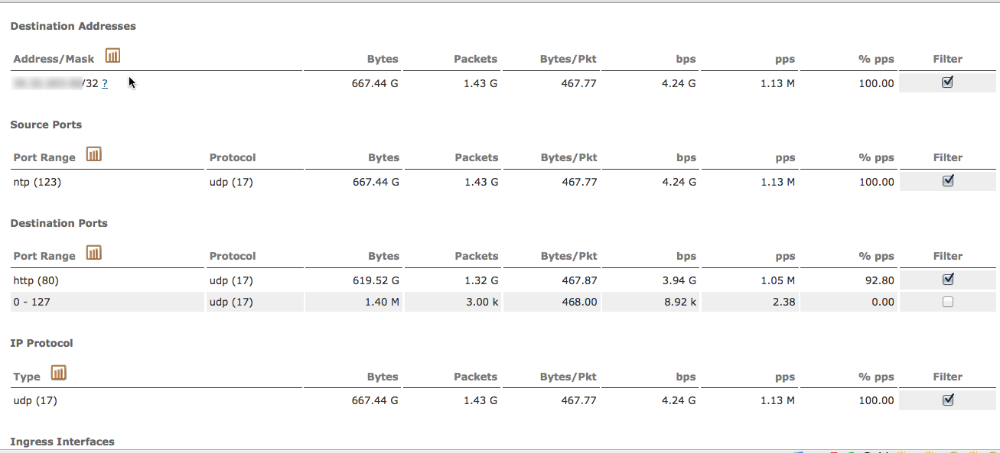 Destination Addresses
Address/Mask Bytes Packets Bytes/Pkt bps pps % pps Filter
/32 ? 667.44 G 1.43 G 467.77 4.24 G 1.13 M 100.00
Source Ports
Port Range Protocol Bytes Packets Bytes/Pkt bps pps % pps Filter
ntp (123) udp (17) 667.44 G 1.43 G 467.77 4.24 G 1.13 M 100.00
Destination Ports
Port Range Protocol Bytes Packets Bytes/Pkt bps pps % pps Filter
http (80) udp (17) 619.52 G 1.32 G 467.87 3.94 G 1.05 M 92.80
0 - 127 udp (17) 1.40 M 3.00 k 468.00 8.92 k 2.38 0.00
IP Protocol
Type Bytes Packets Bytes/Pkt bps pps % pps Filter
udp (17) 667.44 G 1.43 G 467.77 4.24 G 1.13 M 100.00
Ingress Interfaces